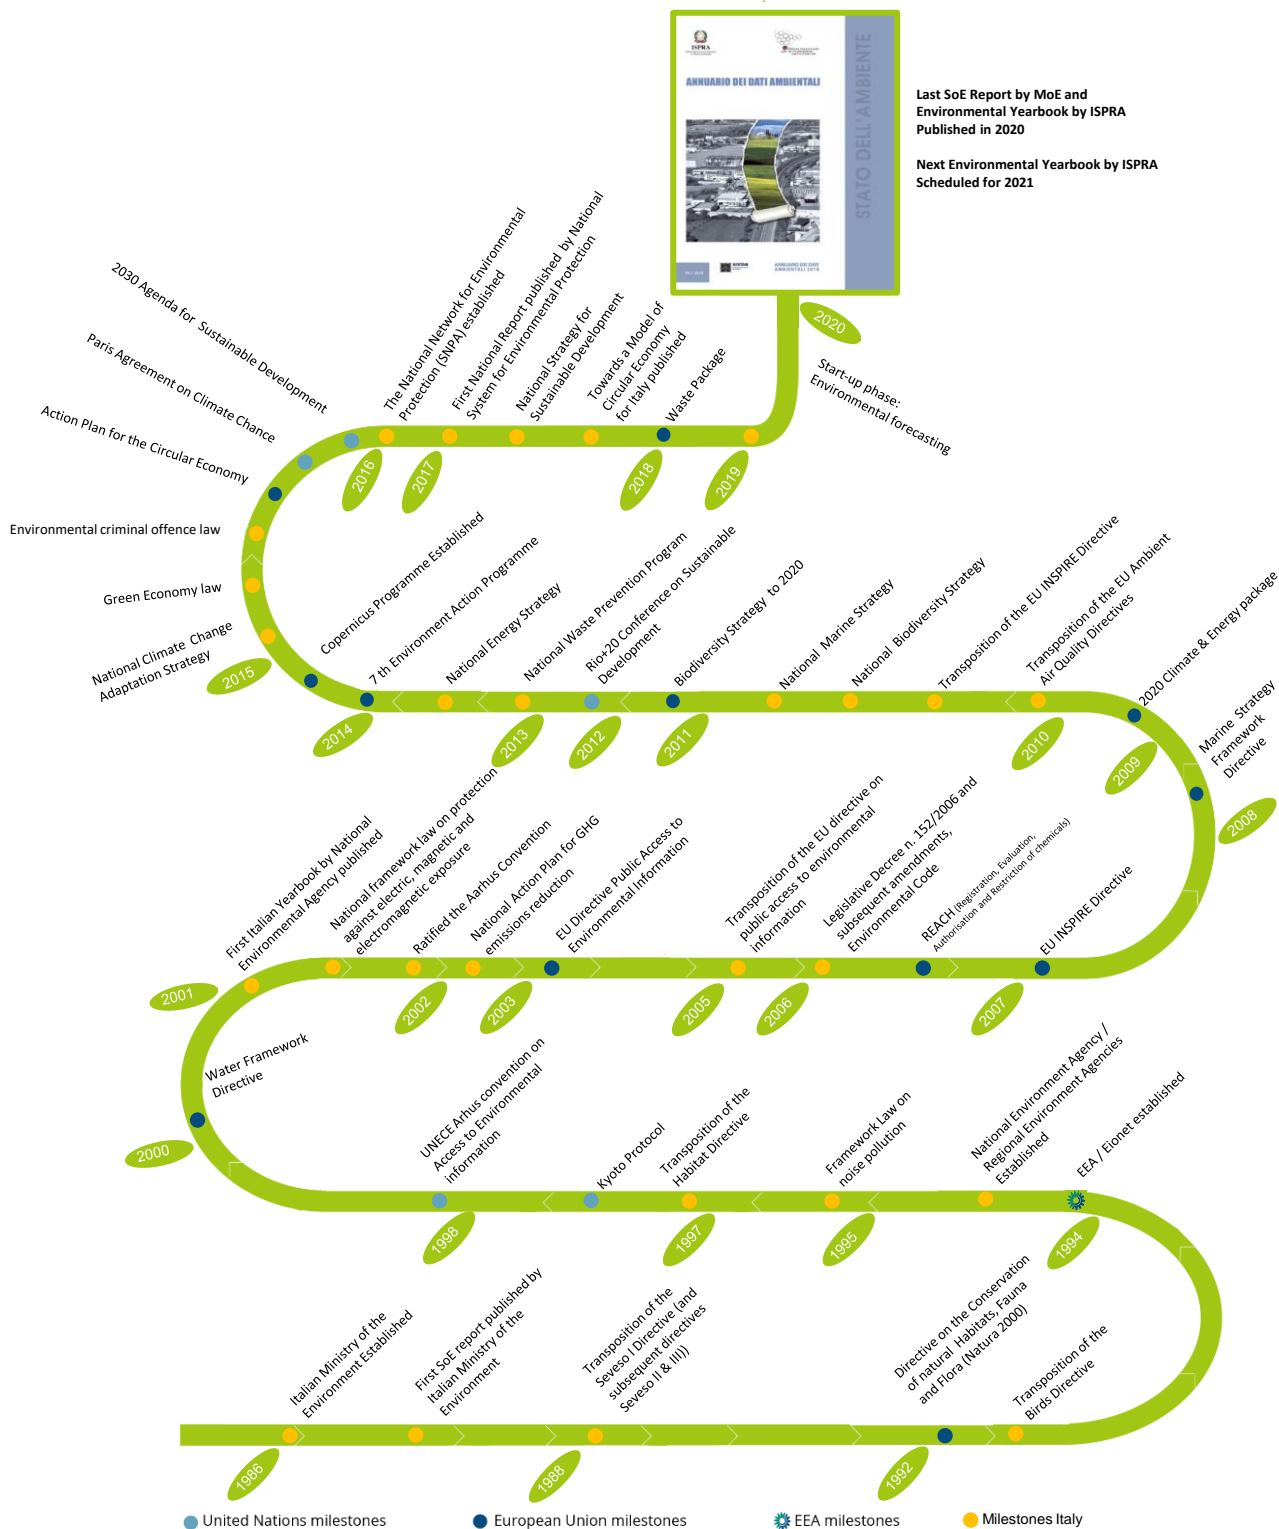 ISPRA
ANNUARIO DEI DATI AMBIENTALI
STATO DELL'AMBIENTE
ANNUARIO DEI DATI
AMBIENTALI 2019
Last SoE Report by MoE and
Environmental Yearbook by ISPRA
Published in 2020
Next Environmental Yearbook by ISPRA
Scheduled for 2021
2020
Start-up phase:
Environmental forecasting
2030 Agenda for Sustainable Development
Paris Agreement on Climate Chance
Action Plan for the Circular Economy
Environmental criminal offence law
Green Economy law
National Climate Change
Adaptation Strategy
2015
The National Network for Environmental
Protection (SNPA) established
2016
First National Report published by National
System for Environmental Protection
2017
National Strategy for
Sustainable Development
Towards a Model of
Circular Economy
for Italy published
Waste Package
2018
2019
Copernicus Programme Established
7 th Environment Action Programme
2014
National Energy Strategy
National Waste Prevention Program
2013
Rio+20 Conference on Sustainable
Development
2012
Biodiversity Strategy to 2020
2011
National Marine Strategy
National Biodiversity Strategy
Transposition of the EU INSPIRE Directive
Transposition of the EU Ambient
Air Quality Directives
2010
2020 Climate & Energy package
2009
Marine Strategy
Framework
Directive
2008
First Italian Yearbook by National
Environmental Agency published
2001
National framework law on protection
against electric, magnetic and
electromagnetic exposure
Ratified the Aarhus Convention
2002
National Action Plan for GHG
emissions reduction
2003
EU Directive Public Access to
Environmental Information
Transposition of the EU directive on
public access to environmental
information
2005
Legislative Decree n. 152/2006 and
subsequent amendments,
Environmental Code
2006
REACH (Registration, Evaluation,
Authorisation and Restriction of chemicals)
EU INSPIRE Directive
2007
Water Framework
Directive
2000
UNECE Arhus convention on
Access to Environmental
information
1998
Kyoto Protocol
Transposition of the
Habitat Directive
1997
Framework Law on
noise pollution
1995
National Environment Agency /
Regional Environment Agencies
Established
EEA / Eionet established
1994
Italian Ministry of the
Environment Established
1986
First SoE report published by
Italian Ministry of the
Environment
Transposition of the
Seveso I Directive (and
subsequent directives
Seveso II & III))
1988
Directive on the Conservation
of natural Habitats, Fauna
and Flora (Natura 2000)
1992
Transposition of the
Birds Directive
United Nations milestones
European Union milestones
EEA milestones
Milestones Italy